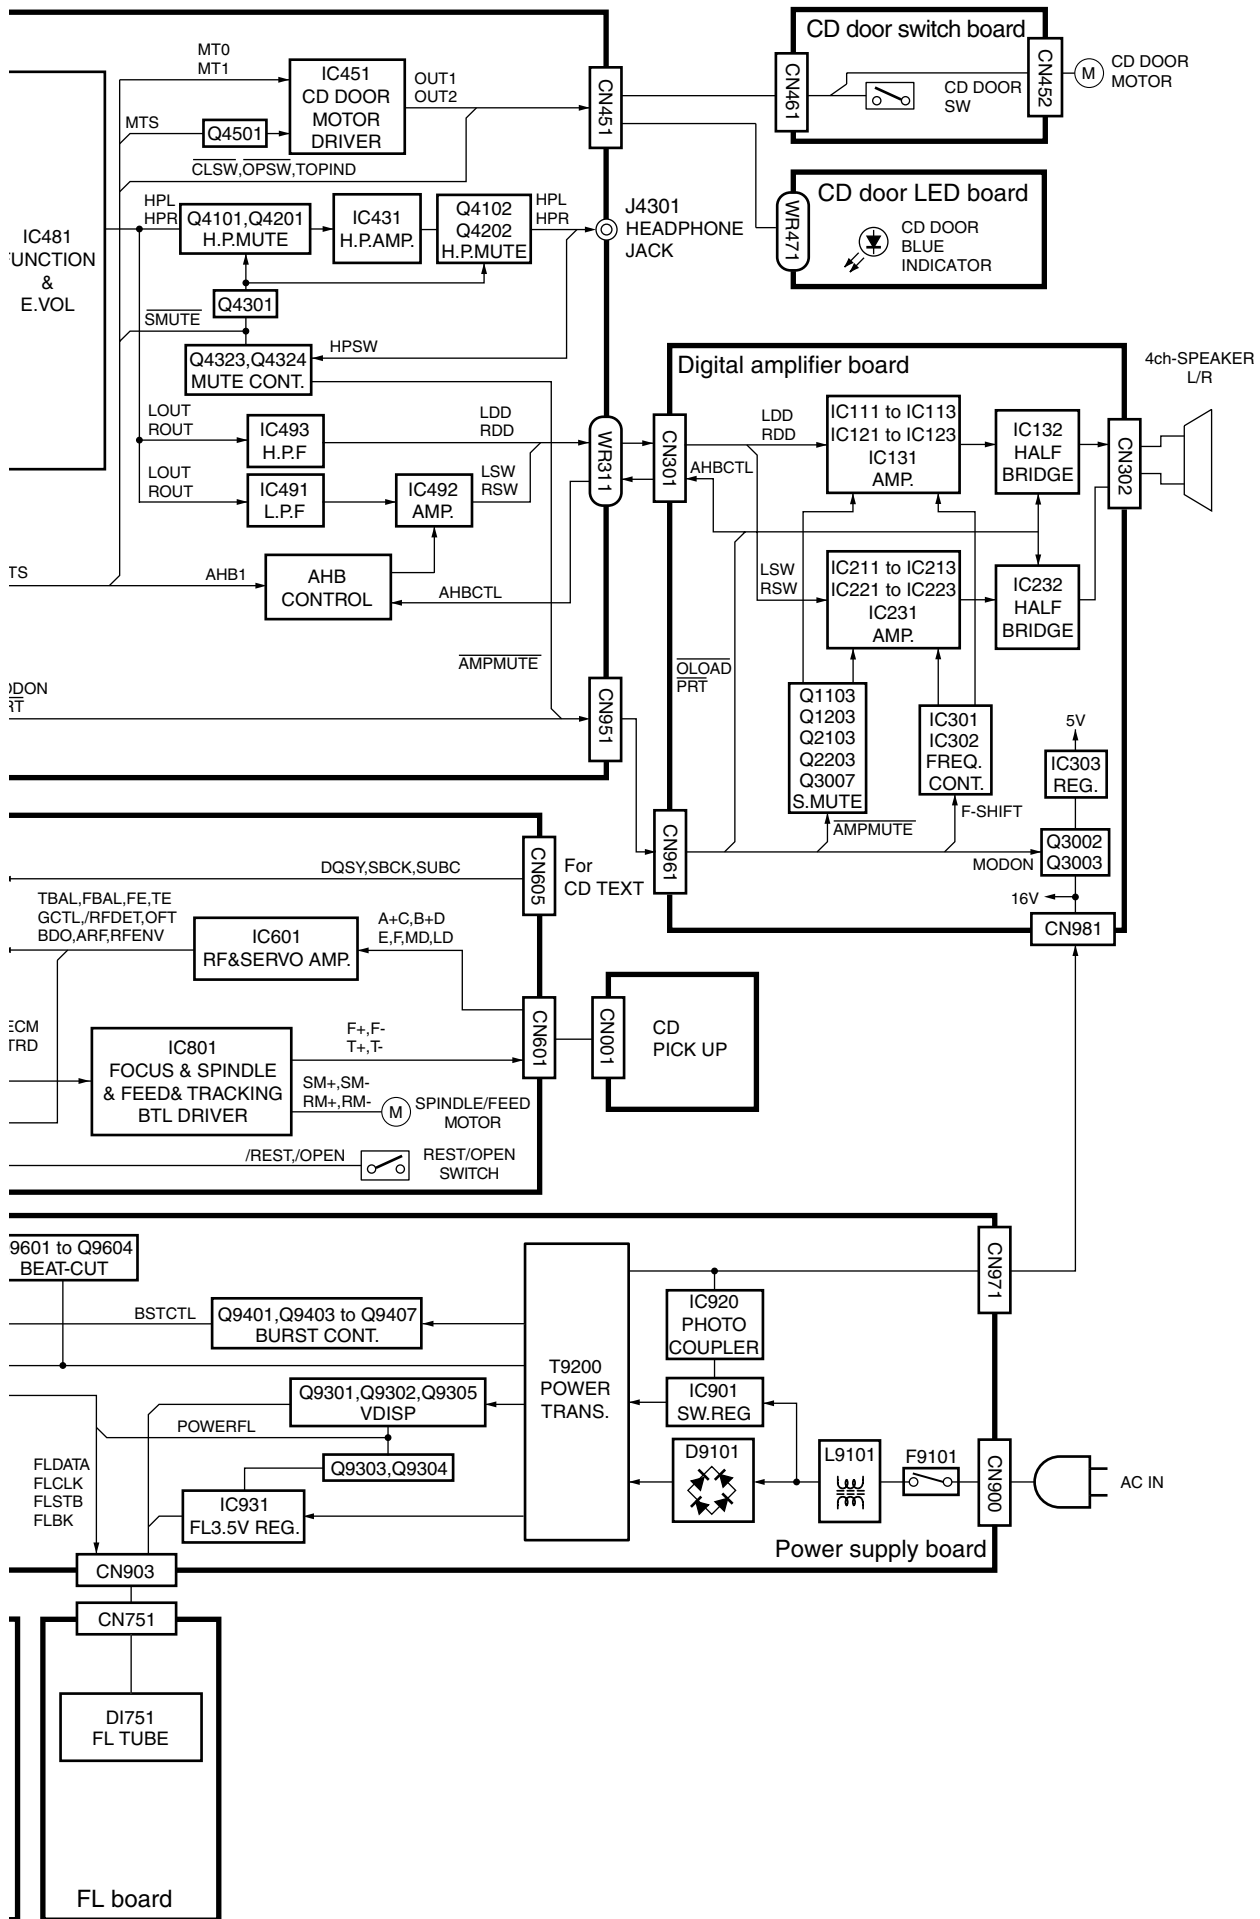 MT0
MT1
IC451
CD DOOR
MOTOR
DRIVER
OUT1
OUT2
MTS
Q4501
CLSW,OPSW,TOPIND
CN451
CD door switch board
CN461
CD DOOR
SW
CN452
M
CD DOOR
MOTOR
CD door LED board
WR471
CD DOOR
BLUE
INDICATOR
IC481
FUNCTION
&
E.VOL
HPL
HPR
Q4101,Q4201
H.P.MUTE
IC431
H.P.AMP.
Q4102
Q4202
H.P.MUTE
HPL
HPR
J4301
HEADPHONE
JACK
Q4301
SMUTE
Q4323,Q4324
MUTE CONT.
HPSW
LOUT
ROUT
IC493
H.P.F
LDD
RDD
LOUT
ROUT
IC491
L.P.F
IC492
AMP.
LSW
RSW
WR311
TS
AHB1
AHB
CONTROL
AHBCTL
AMPMUTE
ODON
RT
CN951
Digital amplifier board
4ch-SPEAKER
L/R
CN301
LDD
RDD
AHBCTL
IC111 to IC113
IC121 to IC123
IC131
AMP.
IC132
HALF
BRIDGE
CN302
LSW
RSW
IC211 to IC213
IC221 to IC223
IC231
AMP.
IC232
HALF
BRIDGE
OLOAD
PRT
Q1103
Q1203
Q2103
Q2203
Q3007
S.MUTE
IC301
IC302
FREQ.
CONT.
5V
IC303
REG.
F-SHIFT
AMPMUTE
CN961
MODON
Q3002
Q3003
16V
CN981
DQSY,SBCK,SUBC
CN605
For
CD TEXT
TBAL,FBAL,FE,TE
GCTL,/RFDET,OFT
BDO,ARF,RFENV
IC601
RF&SERVO AMP.
A+C,B+D
E,F,MD,LD
CN601
CN001
CD
PICK UP
ECM
TRD
IC801
FOCUS & SPINDLE
& FEED& TRACKING
BTL DRIVER
F+,F-
T+,T-
SM+,SM-
RM+,RM-
M
SPINDLE/FEED
MOTOR
/REST,/OPEN
REST/OPEN
SWITCH
9601 to Q9604
BEAT-CUT
BSTCTL
Q9401,Q9403 to Q9407
BURST CONT.
T9200
POWER
TRANS.
CN971
IC920
PHOTO
COUPLER
IC901
SW.REG
Q9301,Q9302,Q9305
VDISP
POWERFL
Q9303,Q9304
FLDATA
FLCLK
FLSTB
FLBK
IC931
FL3.5V REG.
D9101
L9101
F9101
CN900
AC IN
Power supply board
CN903
CN751
DI751
FL TUBE
FL board